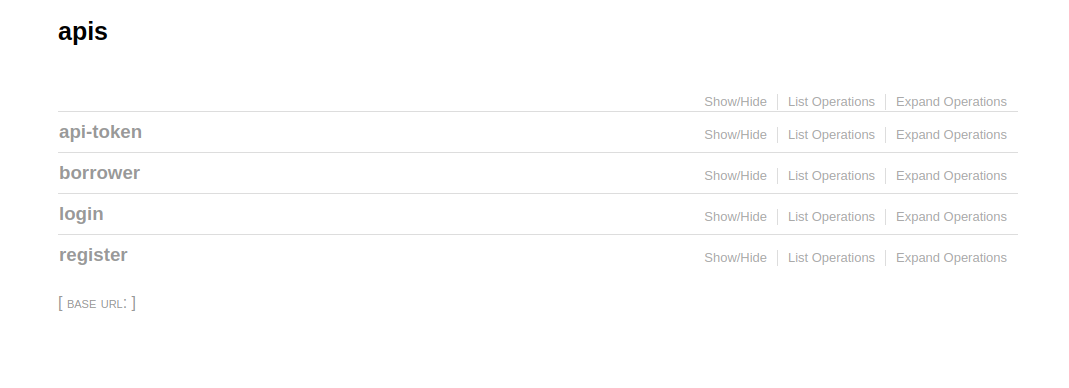 apis
Show/Hide List Operations Expand Operations
api-token Show/Hide List Operations Expand Operations
borrower Show/Hide List Operations Expand Operations
login Show/Hide List Operations Expand Operations
register Show/Hide List Operations Expand Operations
[ BASE URL: ]